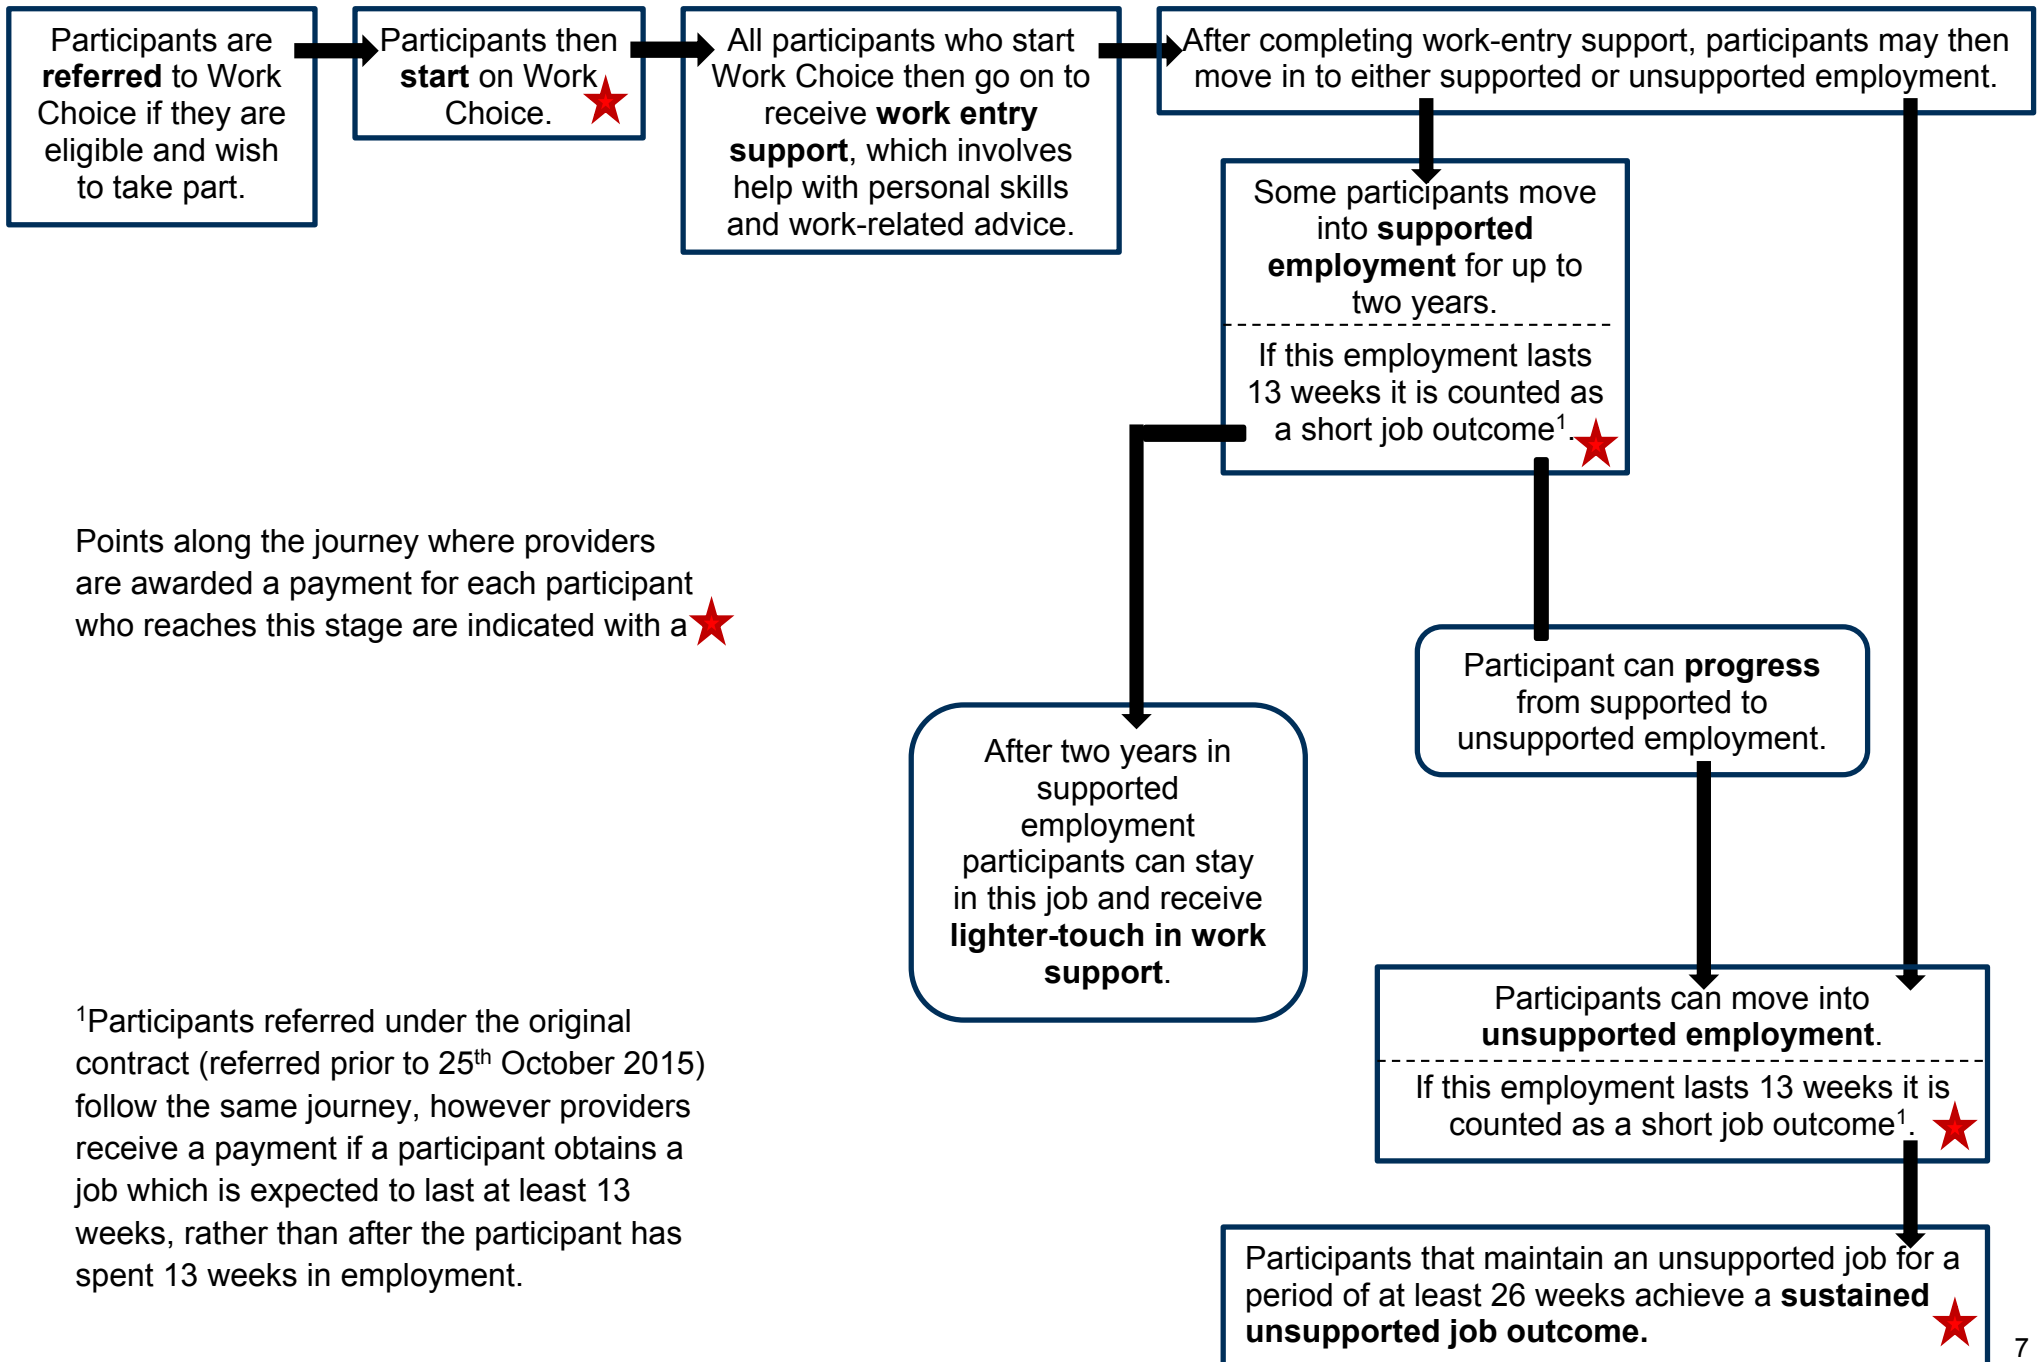 Participants are
referred to Work
Choice if they are
eligible and wish
to take part.
Participants then
start on Work
Choice.
All participants who start
Work Choice then go on to
receive work entry
support, which involves
help with personal skills
and work-related advice.
After completing work-entry support, participants may then
move in to either supported or unsupported employment.
Some participants move
into supported
employment for up to
two years.
If this employment lasts
13 weeks it is counted as
a short job outcome1.
Points along the journey where providers
are awarded a payment for each participant
who reaches this stage are indicated with a
Participant can progress
from supported to
unsupported employment.
After two years in
supported
employment
participants can stay
in this job and receive
lighter-touch in work
support.
Participants can move into
unsupported employment.
If this employment lasts 13 weeks it is
counted as a short job outcome1.
1Participants referred under the original
contract (referred prior to 25th October 2015)
follow the same journey, however providers
receive a payment if a participant obtains a
job which is expected to last at least 13
weeks, rather than after the participant has
spent 13 weeks in employment.
Participants that maintain an unsupported job for a
period of at least 26 weeks achieve a sustained
unsupported job outcome.
7